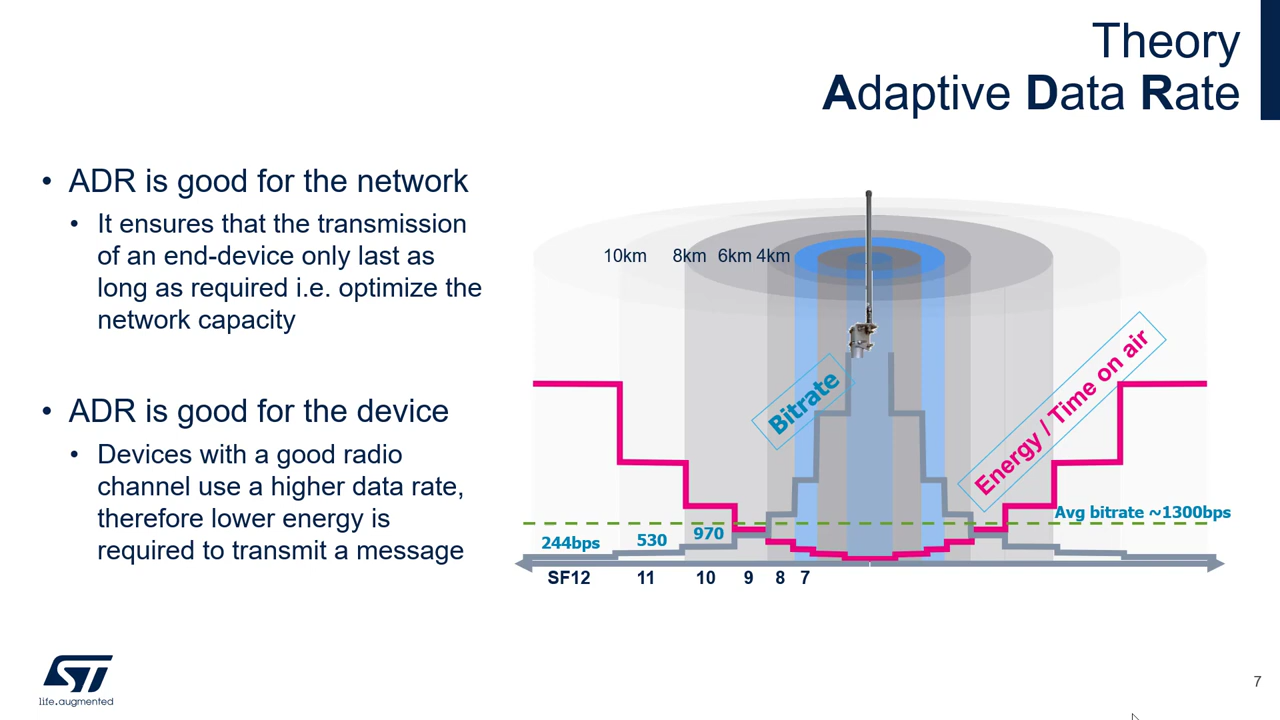 Theory
Adaptive Data Rate
• ADR is good for the network
• It ensures that the transmission
of an end-device only last as
long as required i.e. optimize the
network capacity
• ADR is good for the device
• Devices with a good radio
channel use a higher data rate,
therefore lower energy is
required to transmit a message
10km 8km 6km 4km
Bitrate
Energy / Time on air
Avg bitrate ~1300bps
244bps 530 970
SF12 11 10 9 8 7
ST
life.augmented
7